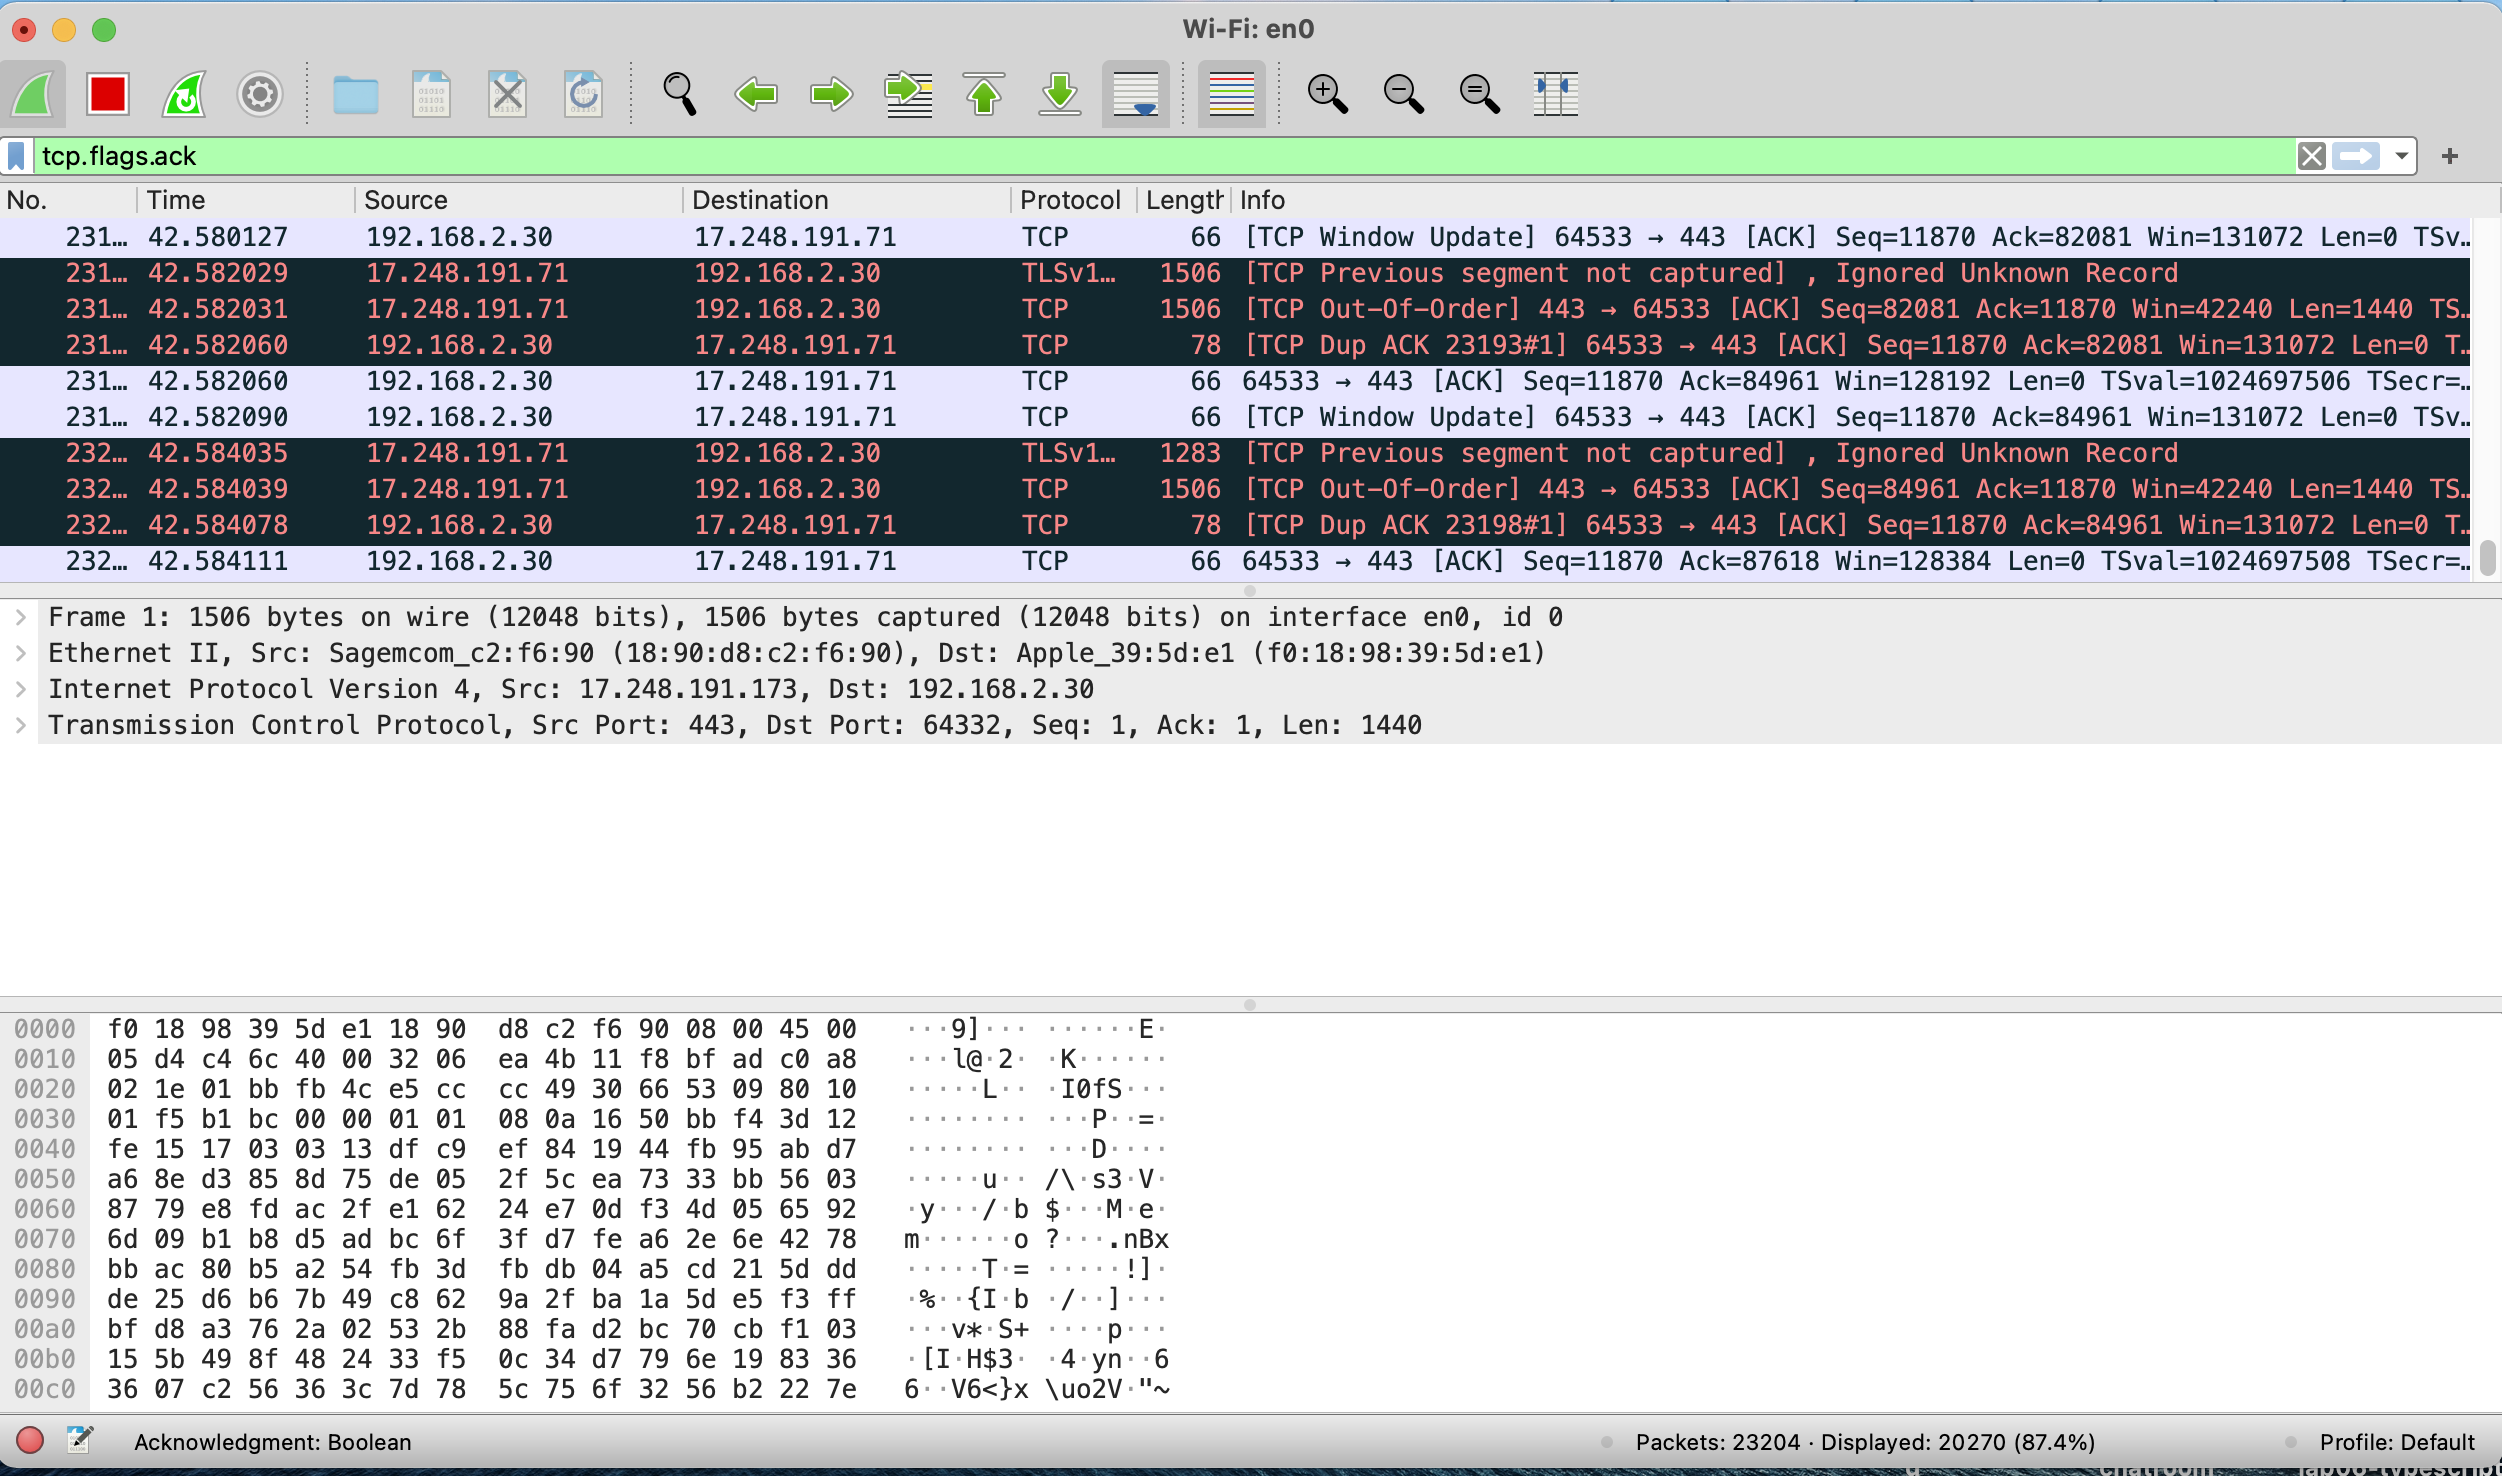 Wi-Fi: en0
tcp.flags.ack
No. Time Source Destination Protocol Length Info
231… 42.580127 192.168.2.30 17.248.191.71 TCP 66 [TCP Window Update] 64533 → 443 [ACK] Seq=11870 Ack=82081 Win=131072 Len=0 TSv…
231… 42.582029 17.248.191.71 192.168.2.30 TLSv1… 1506 [TCP Previous segment not captured] , Ignored Unknown Record
231… 42.582031 17.248.191.71 192.168.2.30 TCP 1506 [TCP Out-Of-Order] 443 → 64533 [ACK] Seq=82081 Ack=11870 Win=42240 Len=1440 TS…
231… 42.582060 192.168.2.30 17.248.191.71 TCP 78 [TCP Dup ACK 23193#1] 64533 → 443 [ACK] Seq=11870 Ack=82081 Win=131072 Len=0 T…
231… 42.582060 192.168.2.30 17.248.191.71 TCP 66 64533 → 443 [ACK] Seq=11870 Ack=84961 Win=128192 Len=0 TSval=1024697506 TSecr=…
231… 42.582090 192.168.2.30 17.248.191.71 TCP 66 [TCP Window Update] 64533 → 443 [ACK] Seq=11870 Ack=84961 Win=131072 Len=0 TSv…
232… 42.584035 17.248.191.71 192.168.2.30 TLSv1… 1283 [TCP Previous segment not captured] , Ignored Unknown Record
232… 42.584039 17.248.191.71 192.168.2.30 TCP 1506 [TCP Out-Of-Order] 443 → 64533 [ACK] Seq=84961 Ack=11870 Win=42240 Len=1440 TS…
232… 42.584078 192.168.2.30 17.248.191.71 TCP 78 [TCP Dup ACK 23198#1] 64533 → 443 [ACK] Seq=11870 Ack=84961 Win=131072 Len=0 T…
232… 42.584111 192.168.2.30 17.248.191.71 TCP 66 64533 → 443 [ACK] Seq=11870 Ack=87618 Win=128384 Len=0 TSval=1024697508 TSecr=…
Frame 1: 1506 bytes on wire (12048 bits), 1506 bytes captured (12048 bits) on interface en0, id 0
Ethernet II, Src: Sagemcom_c2:f6:90 (18:90:d8:c2:f6:90), Dst: Apple_39:5d:e1 (f0:18:98:39:5d:e1)
Internet Protocol Version 4, Src: 17.248.191.173, Dst: 192.168.2.30
Transmission Control Protocol, Src Port: 443, Dst Port: 64332, Seq: 1, Ack: 1, Len: 1440
0000 f0 18 98 39 5d e1 18 90 d8 c2 f6 90 08 00 45 00 ···9]··· ······E·
0010 05 d4 c4 6c 40 00 32 06 ea 4b 11 f8 bf ad c0 a8 ···l@·2· ·K······
0020 02 1e 01 bb fb 4c e5 cc cc 49 30 66 53 09 80 10 ·····L·· ·I0fS···
0030 01 f5 b1 bc 00 00 01 01 08 0a 16 50 bb f4 3d 12 ········ ···P··=·
0040 fe 15 17 03 03 13 df c9 ef 84 19 44 fb 95 ab d7 ········ ···D····
0050 a6 8e d3 85 8d 75 de 05 2f 5c ea 73 33 bb 56 03 ·····u·· /\·s3·V·
0060 87 79 e8 fd ac 2f e1 62 24 e7 0d f3 4d 05 65 92 ·y···/·b $···M·e·
0070 6d 09 b1 b8 d5 ad bc 6f 3f d7 fe a6 2e 6e 42 78 m······o ?···.nBx
0080 bb ac 80 b5 a2 54 fb 3d fb db 04 a5 cd 21 5d dd ·····T·= ·····!]·
0090 de 25 d6 b6 7b 49 c8 62 9a 2f ba 1a 5d e5 f3 ff ·%··{I·b ·/··]···
00a0 bf d8 a3 76 2a 02 53 2b 88 fa d2 bc 70 cb f1 03 ···v*·S+ ····p···
00b0 15 5b 49 8f 48 24 33 f5 0c 34 d7 79 6e 19 83 36 ·[I·H$3· ·4·yn··6
00c0 36 07 c2 56 36 3c 7d 78 5c 75 6f 32 56 b2 22 7e 6··V6<}x \uo2V·"~
Acknowledgment: Boolean Packets: 23204 · Displayed: 20270 (87.4%) Profile: Default